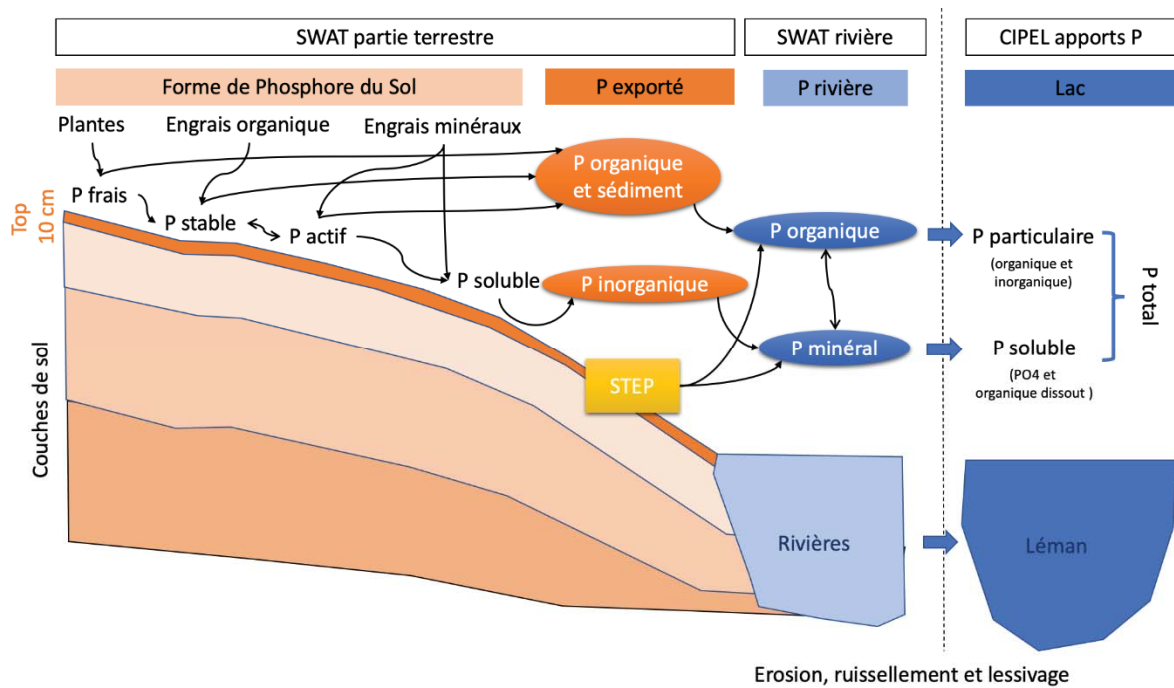 SWAT partie terrestre
SWAT rivière
CIPEL apports P
Forme de Phosphore du Sol
P exporté
P rivière
Lac
Plantes
Engrais organique
Engrais minéraux
P organique
et sédiment
P frais
Top
10 cm
P stable
P actif
P organique
P particulaire
(organique et
inorganique)
P total
P soluble
P inorganique
P minéral
P soluble
(PO4 et
organique dissout )
STEP
Couches de sol
Rivières
Léman
Erosion, ruissellement et lessivage